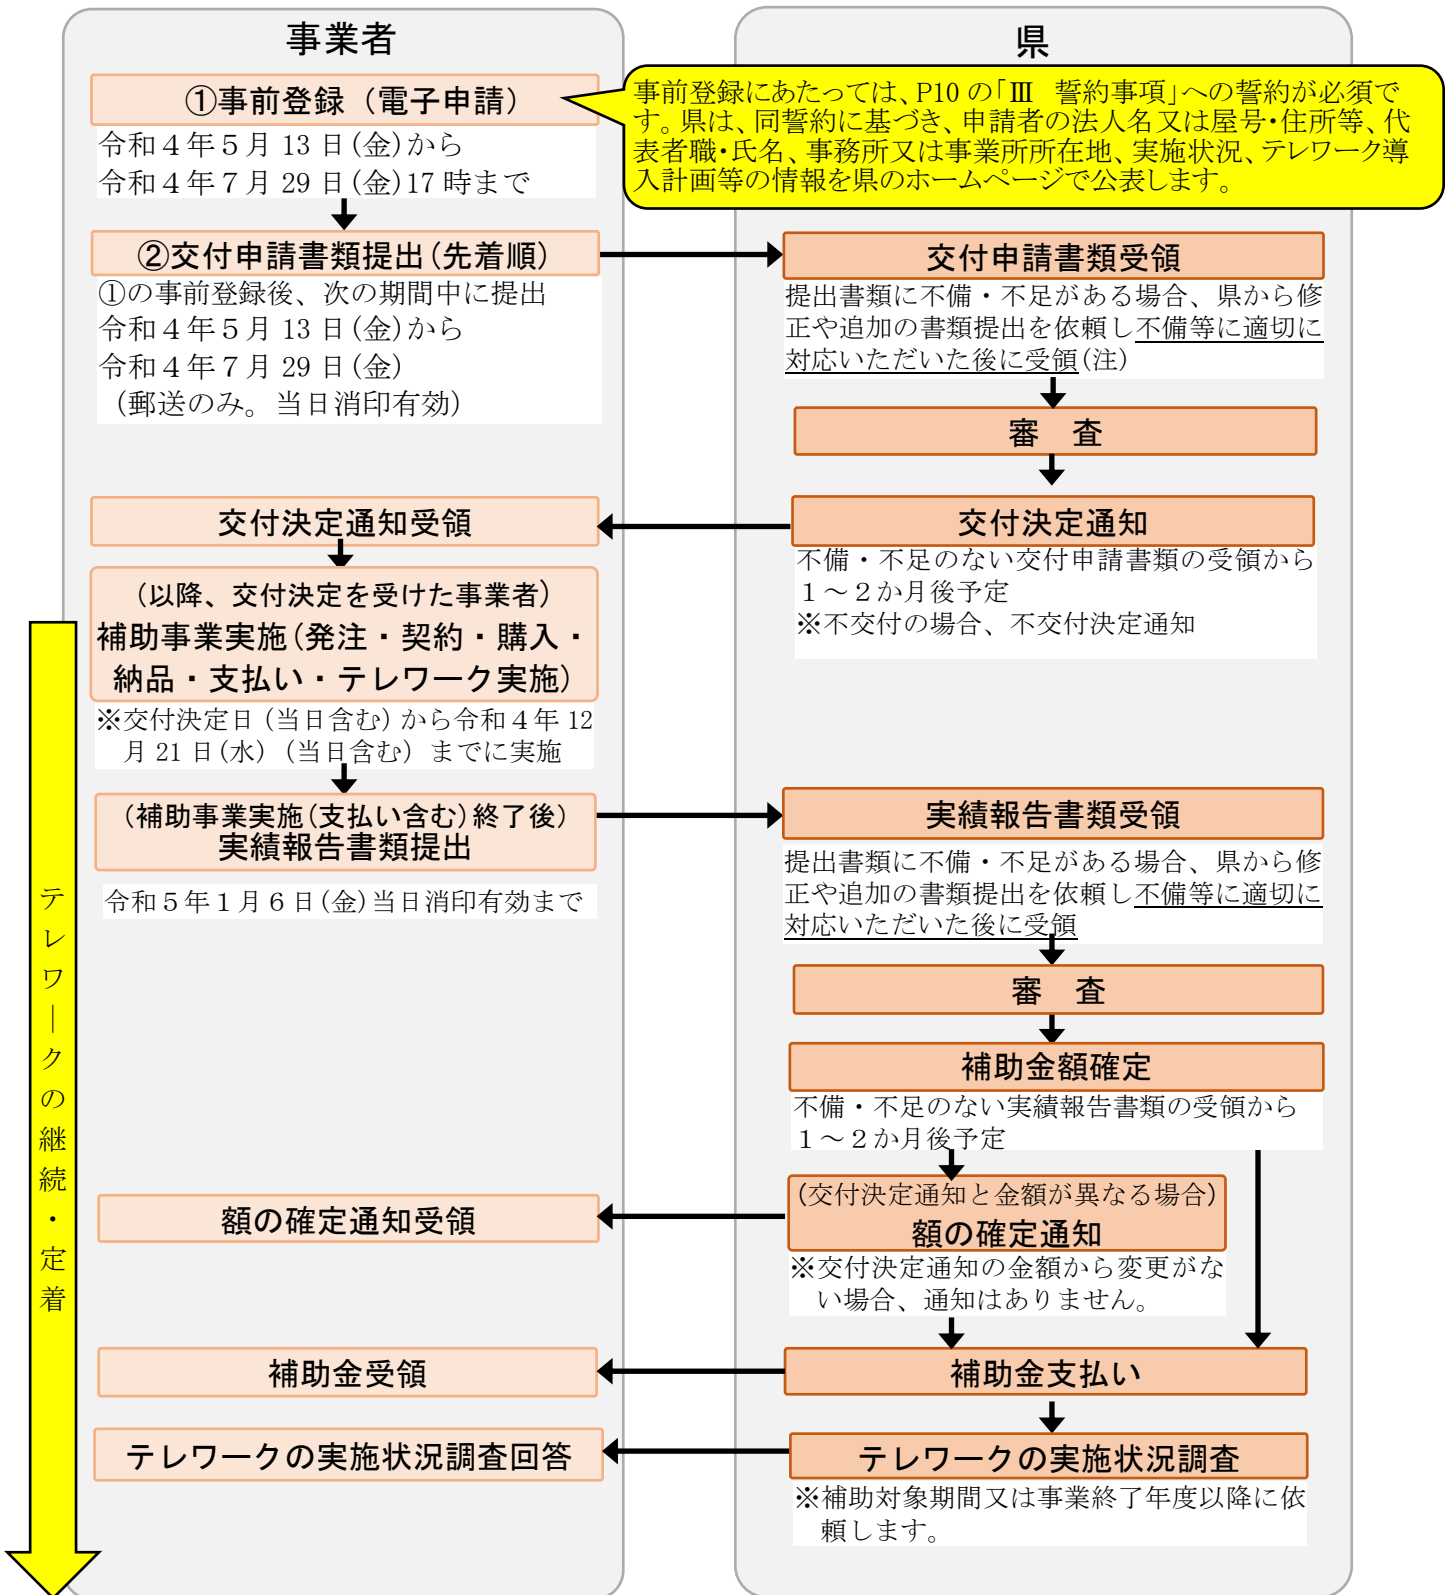 事業者
①事前登録（電子申請）
令和４年５月 13 日(金)から
令和４年７月 29 日(金)17 時まで
②交付申請書類提出(先着順)
①の事前登録後、次の期間中に提出
令和４年５月 13 日(金)から
令和４年７月 29 日(金)
（郵送のみ。当日消印有効）
県
事前登録にあたっては、P10 の「Ⅲ　誓約事項」への誓約が必須で
す。県は、同誓約に基づき、申請者の法人名又は屋号・住所等、代
表者職・氏名、事務所又は事業所所在地、実施状況、テレワーク導
入計画等の情報を県のホームページで公表します。
交付申請書類受領
提出書類に不備・不足がある場合、県から修
正や追加の書類提出を依頼し不備等に適切に
対応いただいた後に受領(注)
審　査
交付決定通知
不備・不足のない交付申請書類の受領から
１～２か月後予定
※不交付の場合、不交付決定通知
交付決定通知受領
(以降、交付決定を受けた事業者)
補助事業実施(発注・契約・購入・
納品・支払い・テレワーク実施)
※交付決定日(当日含む)から令和４年 12
月 21 日(水)（当日含む）までに実施
(補助事業実施(支払い含む)終了後)
実績報告書類提出
令和５年１月６日(金)当日消印有効まで
実績報告書類受領
提出書類に不備・不足がある場合、県から修
正や追加の書類提出を依頼し不備等に適切に
対応いただいた後に受領
審　査
補助金額確定
不備・不足のない実績報告書類の受領から
１～２か月後予定
(交付決定通知と金額が異なる場合)
額の確定通知
※交付決定通知の金額から変更がな
い場合、通知はありません。
額の確定通知受領
補助金支払い
補助金受領
テレワークの実施状況調査
※補助対象期間又は事業終了年度以降に依
頼します。
テレワークの実施状況調査回答
テレワークの継続・定着